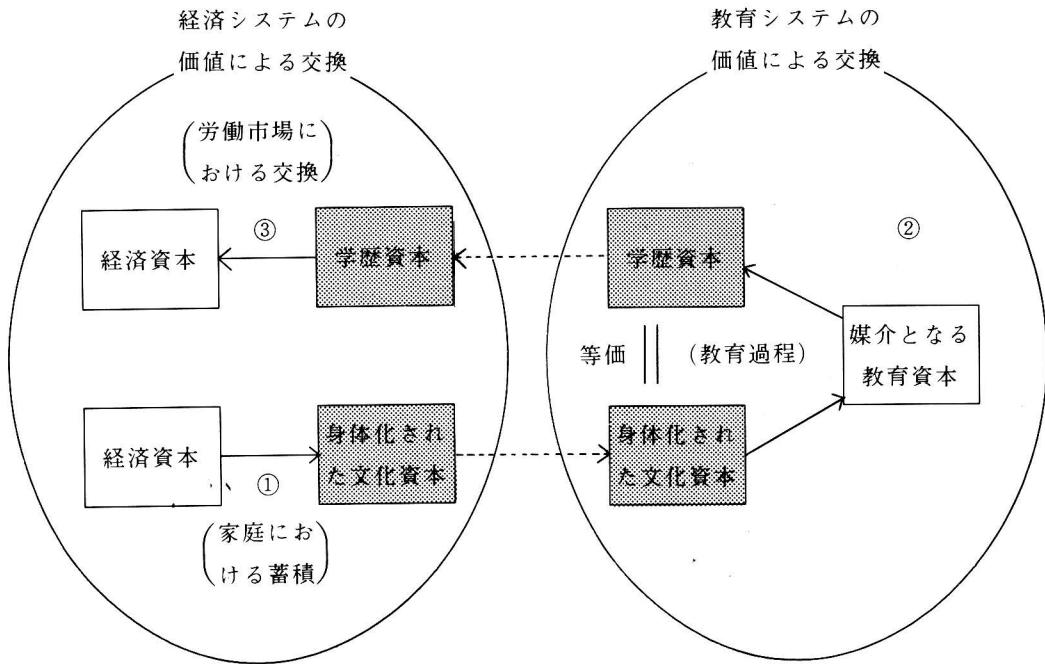 経済システムの
価値による交換
教育システムの
価値による交換
(労働市場に
おける交換)
③
②
経済資本
学歴資本
学歴資本
媒介となる
教育資本
等価
(教育過程)
経済資本
身体化され
た文化資本
身体化され
た文化資本
①
(家庭にお
ける蓄積)